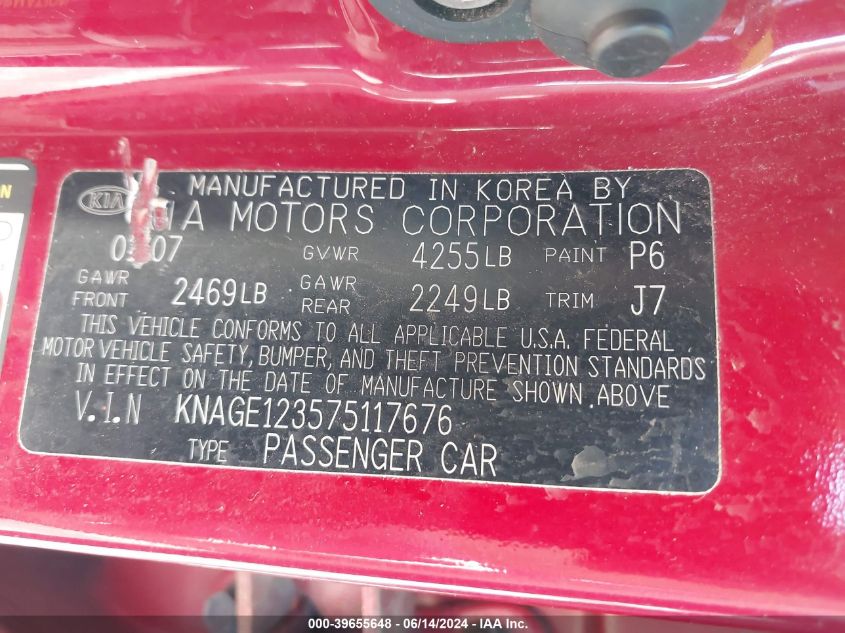 KIA
MANUFACTURED IN KOREA BY
MOTORS CORPORATION
GVWR 4255LB PAINT P6
GAWR FRONT 2469LB GAWR REAR 2249LB TRIM J7
THIS VEHICLE CONFORMS TO ALL APPLICABLE U.S.A. FEDERAL
MOTOR VEHICLE SAFETY, BUMPER, AND THEFT PREVENTION STANDARDS
IN EFFECT ON THE DATE OF MANUFACTURE SHOWN ABOVE
V.I.N KNAGE123575117676
TYPE PASSENGER CAR
000-39655648 - 06/14/2024 - IAA Inc.